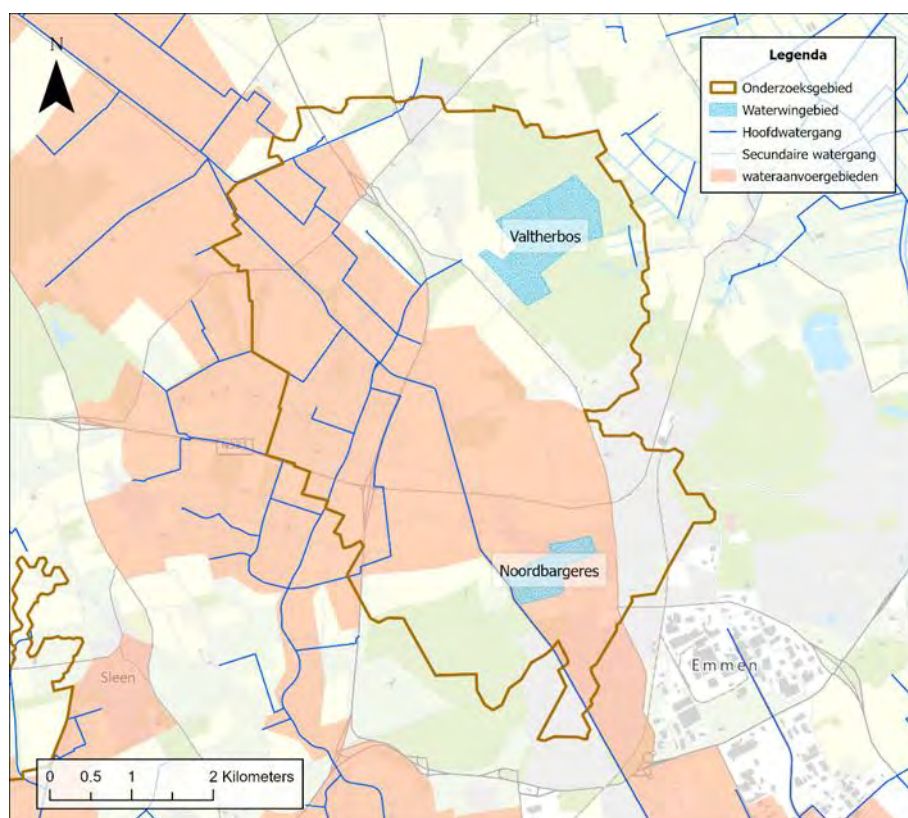 N
Legenda
Onderzoeksgebied
Waterwingebied
Hoofdwatergang
Secundaire watergang
wateraanvoergebieden
Valtherbos
Noordbargeres
Emmen
Sleen
0 0.5 1 2 Kilometers